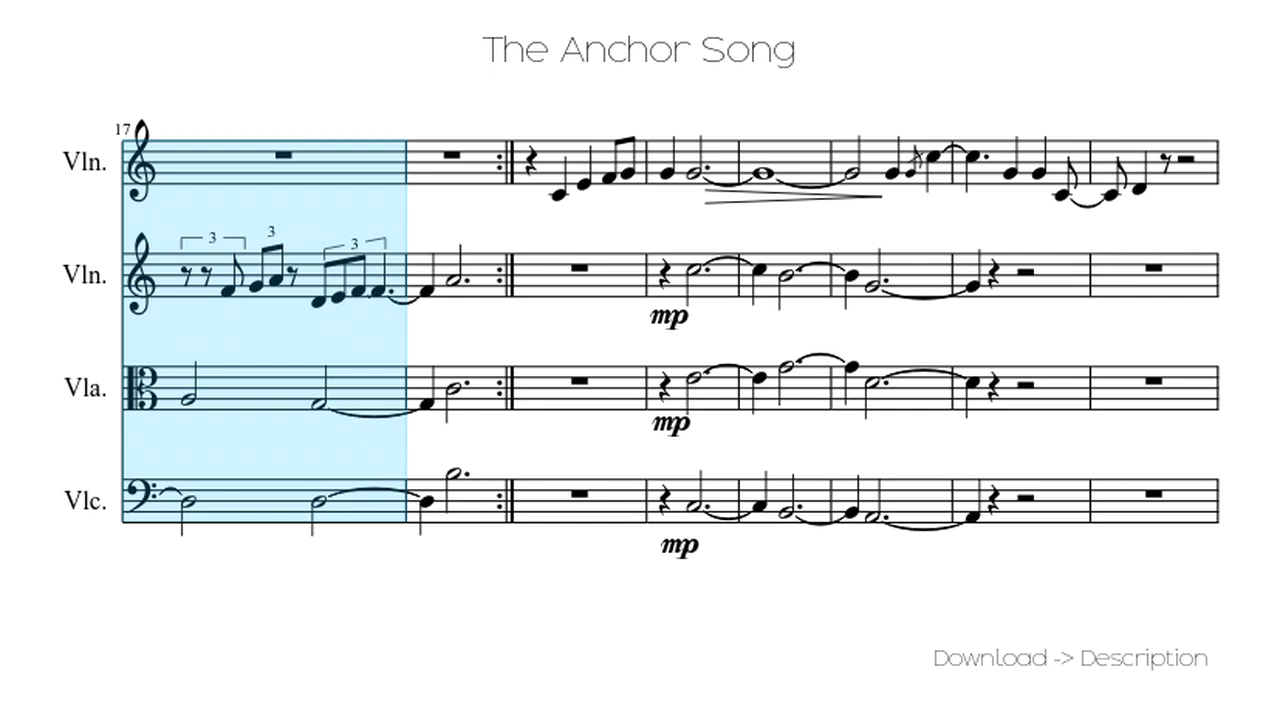 The Anchor Song
17
Vln.
3 3 3
Vln.
mp
Vla.
mp
Vlc.
mp
Download -> Description